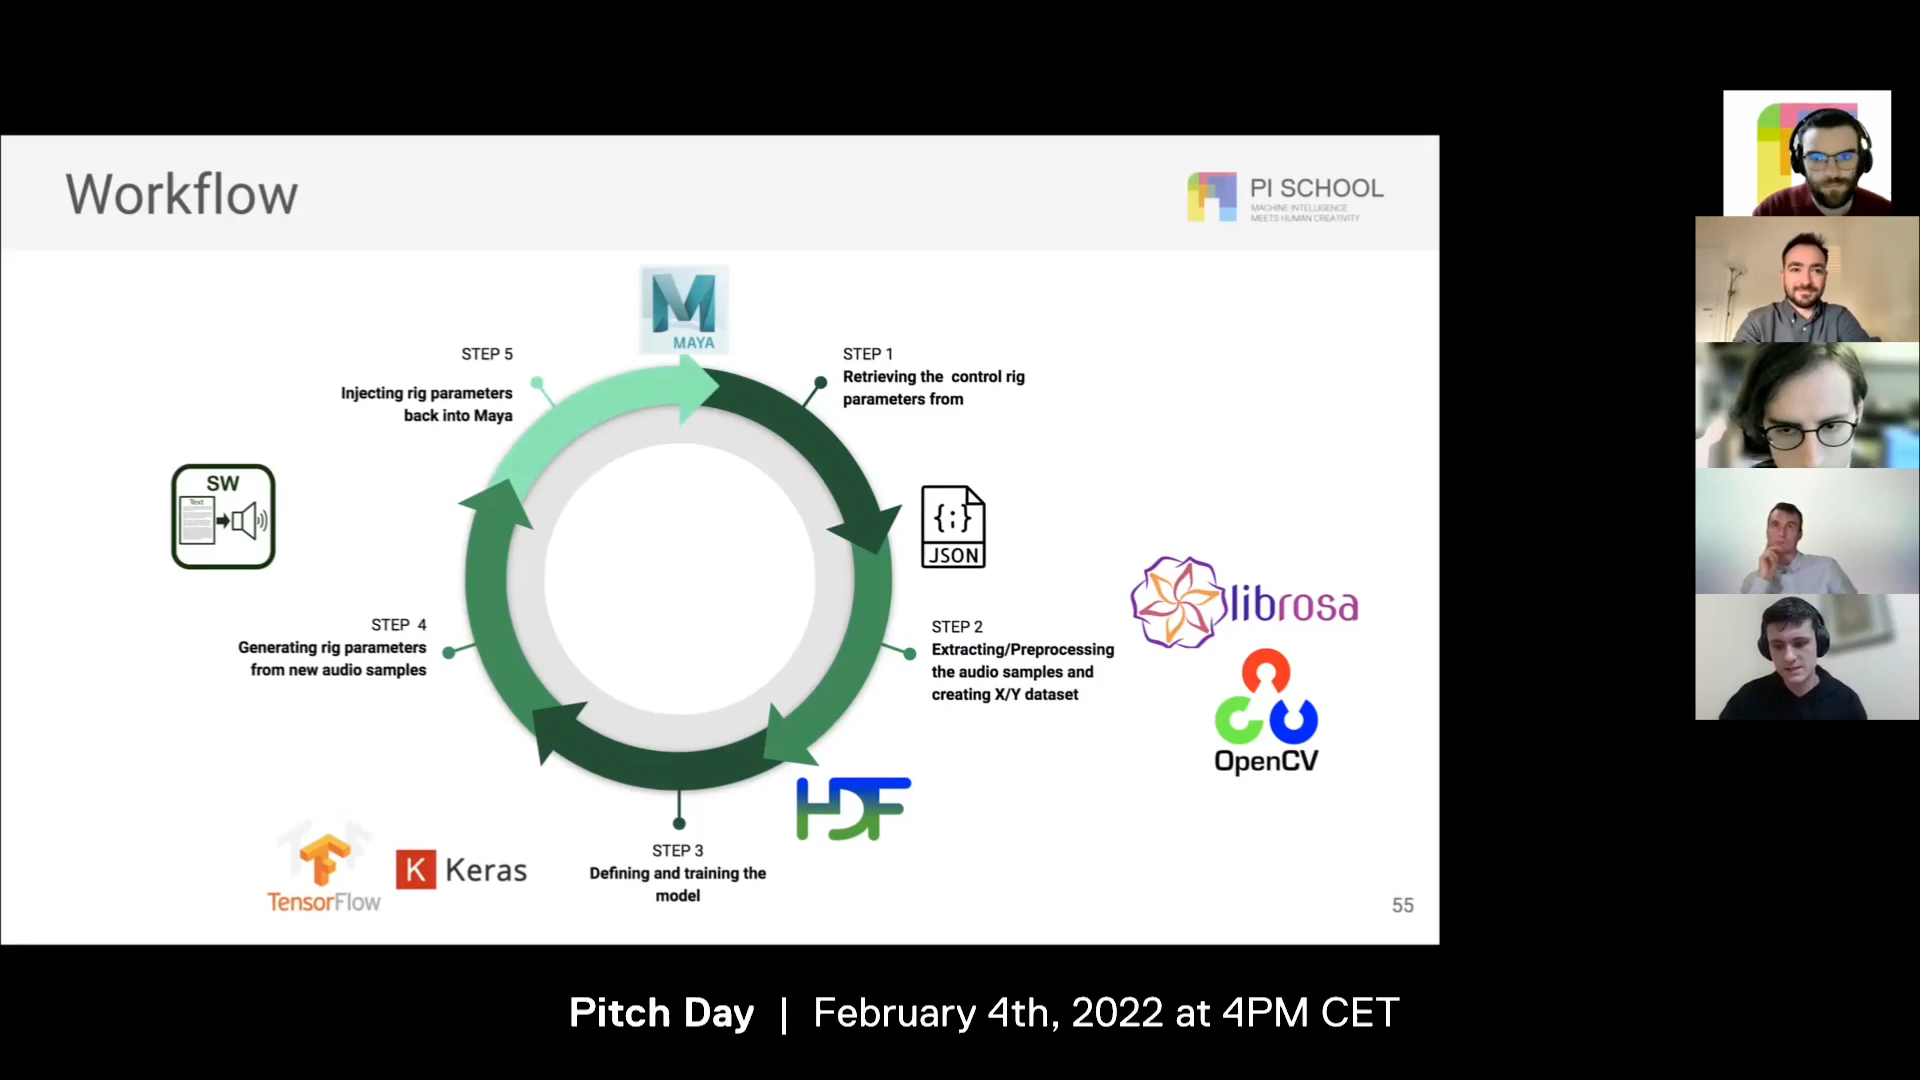 Workflow
PI SCHOOL
MACHINE INTELLIGENCE
MEETS HUMAN CREATIVITY
M
MAYA
STEP 1
Retrieving the control rig
parameters from
{;}
JSON
STEP 2
Extracting/Preprocessing
the audio samples and
creating X/Y dataset
librosa
OpenCV
HDF
STEP 3
Defining and training the
model
TensorFlow
K Keras
STEP 4
Generating rig parameters
from new audio samples
SW
Text
STEP 5
Injecting rig parameters
back into Maya
55
Pitch Day | February 4th, 2022 at 4PM CET